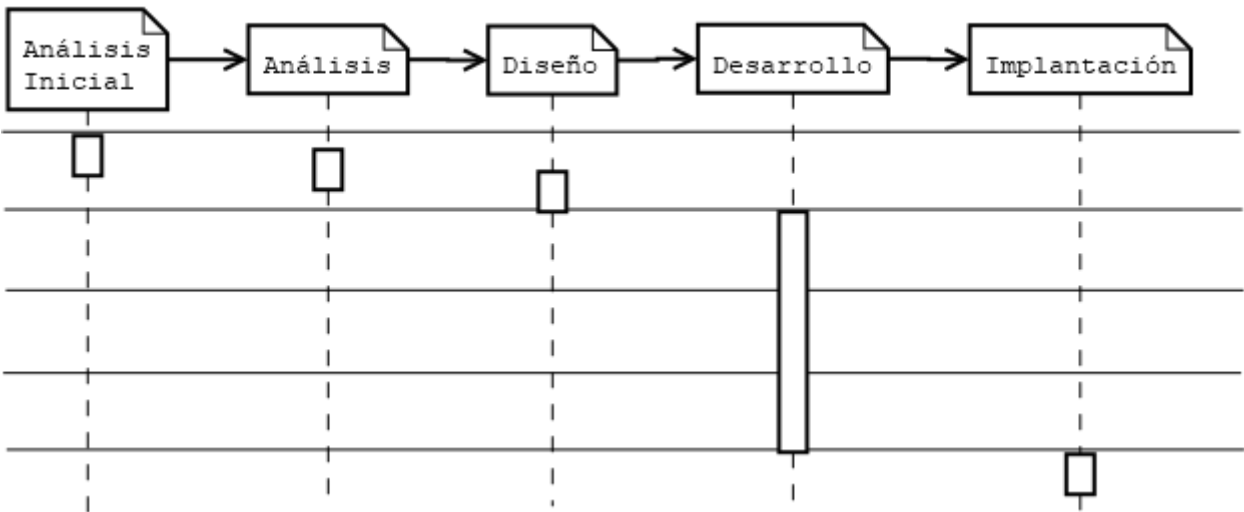 Análisis
Inicial
Análisis
Diseño
Desarrollo
Implantación